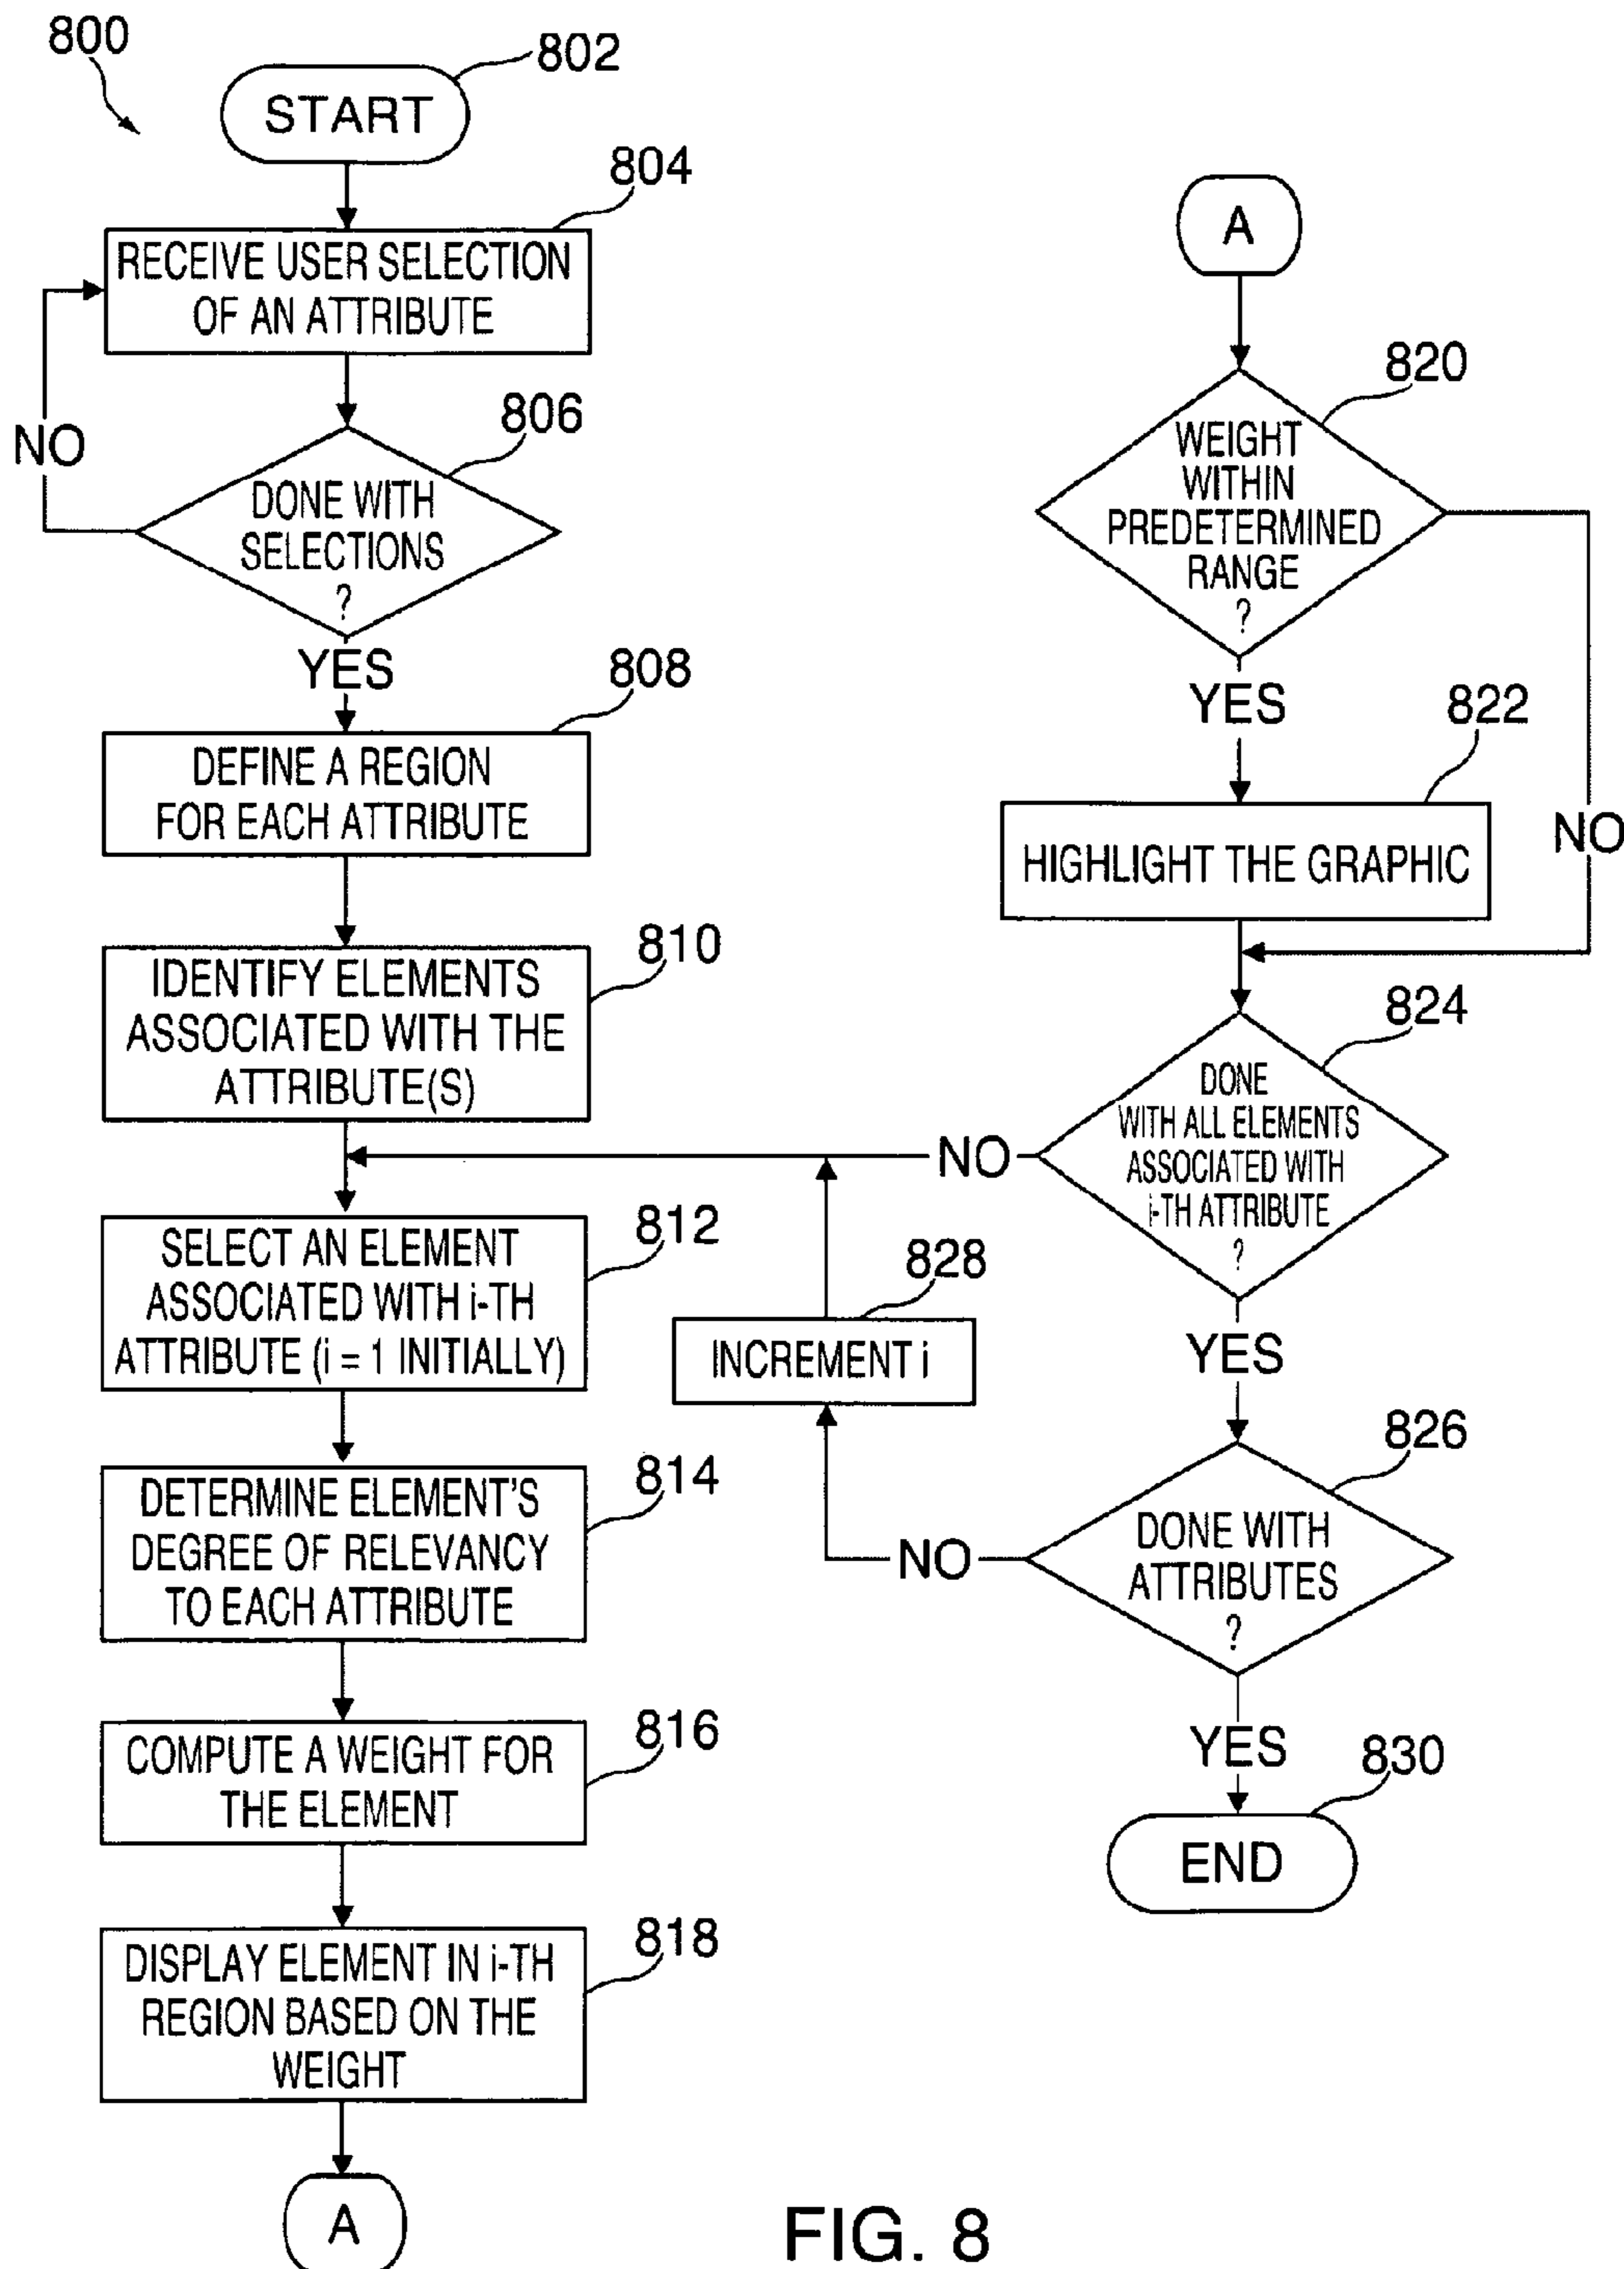 800
802
START
804
RECEIVE USER SELECTION
OF AN ATTRIBUTE
NO
806
DONE WITH
SELECTIONS
?
YES
808
DEFINE A REGION
FOR EACH ATTRIBUTE
810
IDENTIFY ELEMENTS
ASSOCIATED WITH THE
ATTRIBUTE(S)
812
SELECT AN ELEMENT
ASSOCIATED WITH i-TH
ATTRIBUTE (i = 1 INITIALLY)
814
DETERMINE ELEMENT'S
DEGREE OF RELEVANCY
TO EACH ATTRIBUTE
816
COMPUTE A WEIGHT FOR
THE ELEMENT
818
DISPLAY ELEMENT IN i-TH
REGION BASED ON THE
WEIGHT
A
A
820
WEIGHT
WITHIN
PREDETERMINED
RANGE
?
YES
NO
822
HIGHLIGHT THE GRAPHIC
824
DONE
WITH ALL ELEMENTS
ASSOCIATED WITH
i-TH ATTRIBUTE
?
NO
YES
828
INCREMENT i
826
DONE WITH
ATTRIBUTES
?
NO
YES
830
END
FIG. 8